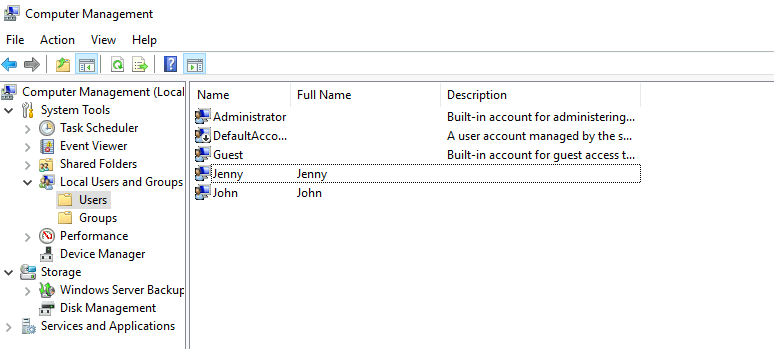 Computer Management
File Action View Help
Computer Management (Local
System Tools
Task Scheduler
Event Viewer
Shared Folders
Local Users and Groups
Users
Groups
Performance
Device Manager
Storage
Windows Server Backup
Disk Management
Services and Applications
Name Full Name Description
Administrator Built-in account for administering...
DefaultAcco... A user account managed by the s...
Guest Built-in account for guest access t...
Jenny Jenny
John John